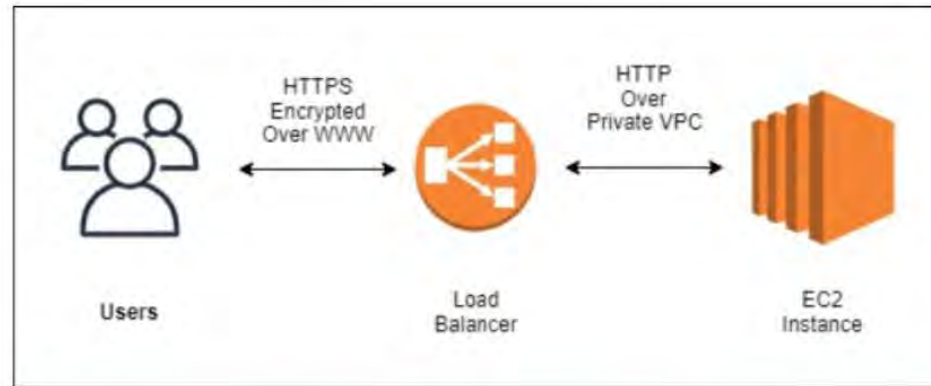 HTTPS
Encrypted
Over WWW
HTTP
Over
Private VPC
Users
Load
Balancer
EC2
Instance